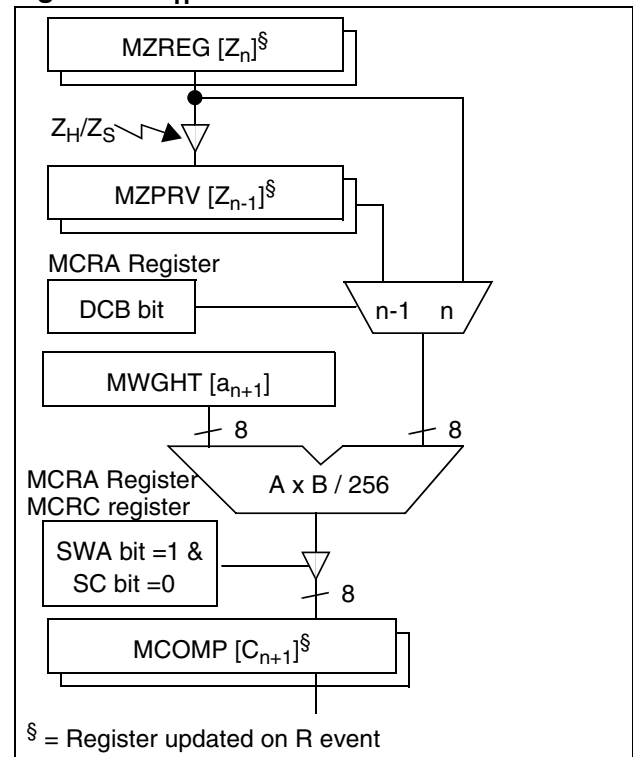 MZREG [Zn]§
ZH/ZS
MZPRV [Zn-1]§
MCRA Register
DCB bit
n-1 n
MWGHT [an+1]
8
8
MCRA Register
MCRC register
A x B / 256
SWA bit =1 &
SC bit =0
8
MCOMP [Cn+1]§
§ = Register updated on R event